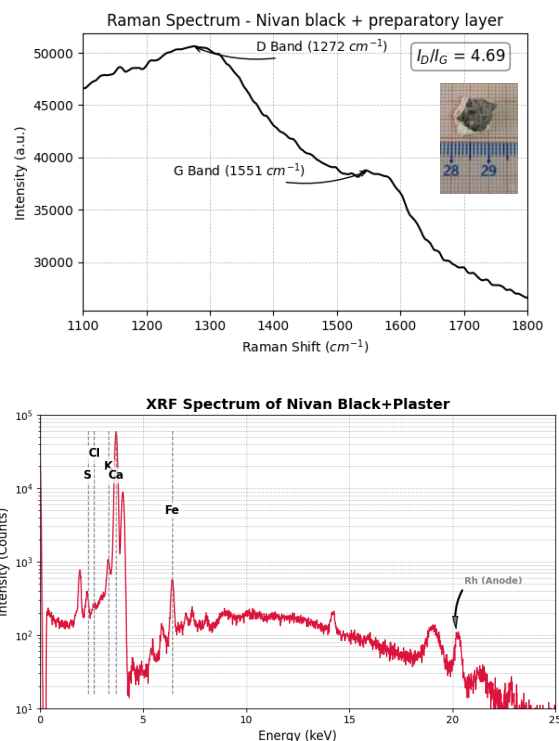 Raman Spectrum - Nivan black + preparatory layer
50000
45000
40000
35000
30000
Intensity (a.u.)
D Band (1272 cm⁻¹)
I_D/I_G = 4.69
G Band (1551 cm⁻¹)
28 29
1100 1200 1300 1400 1500 1600 1700 1800
Raman Shift (cm⁻¹)
XRF Spectrum of Nivan Black+Plaster
10⁵
10⁴
10³
10²
10¹
Intensity (Counts)
Cl
K
S Ca
Fe
Rh (Anode)
0 5 10 15 20 25
Energy (keV)